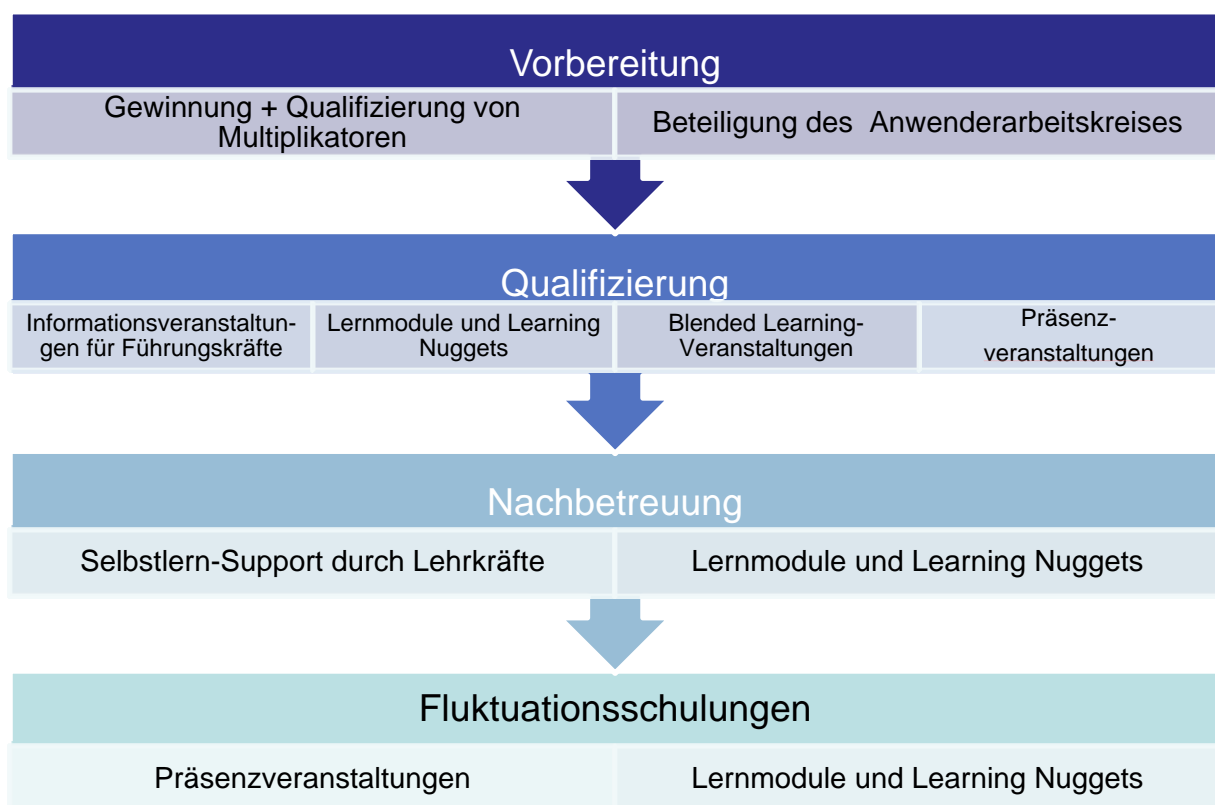 Vorbereitung
Gewinnung + Qualifizierung von
Multiplikatoren
Beteiligung des Anwenderarbeitskreises
Qualifizierung
Informationsveranstaltun-
gen für Führungskräfte
Lernmodule und Learning
Nuggets
Blended Learning-
Veranstaltungen
Präsenz-
veranstaltungen
Nachbetreuung
Selbstlern-Support durch Lehrkräfte
Lernmodule und Learning Nuggets
Fluktuationsschulungen
Präsenzveranstaltungen
Lernmodule und Learning Nuggets